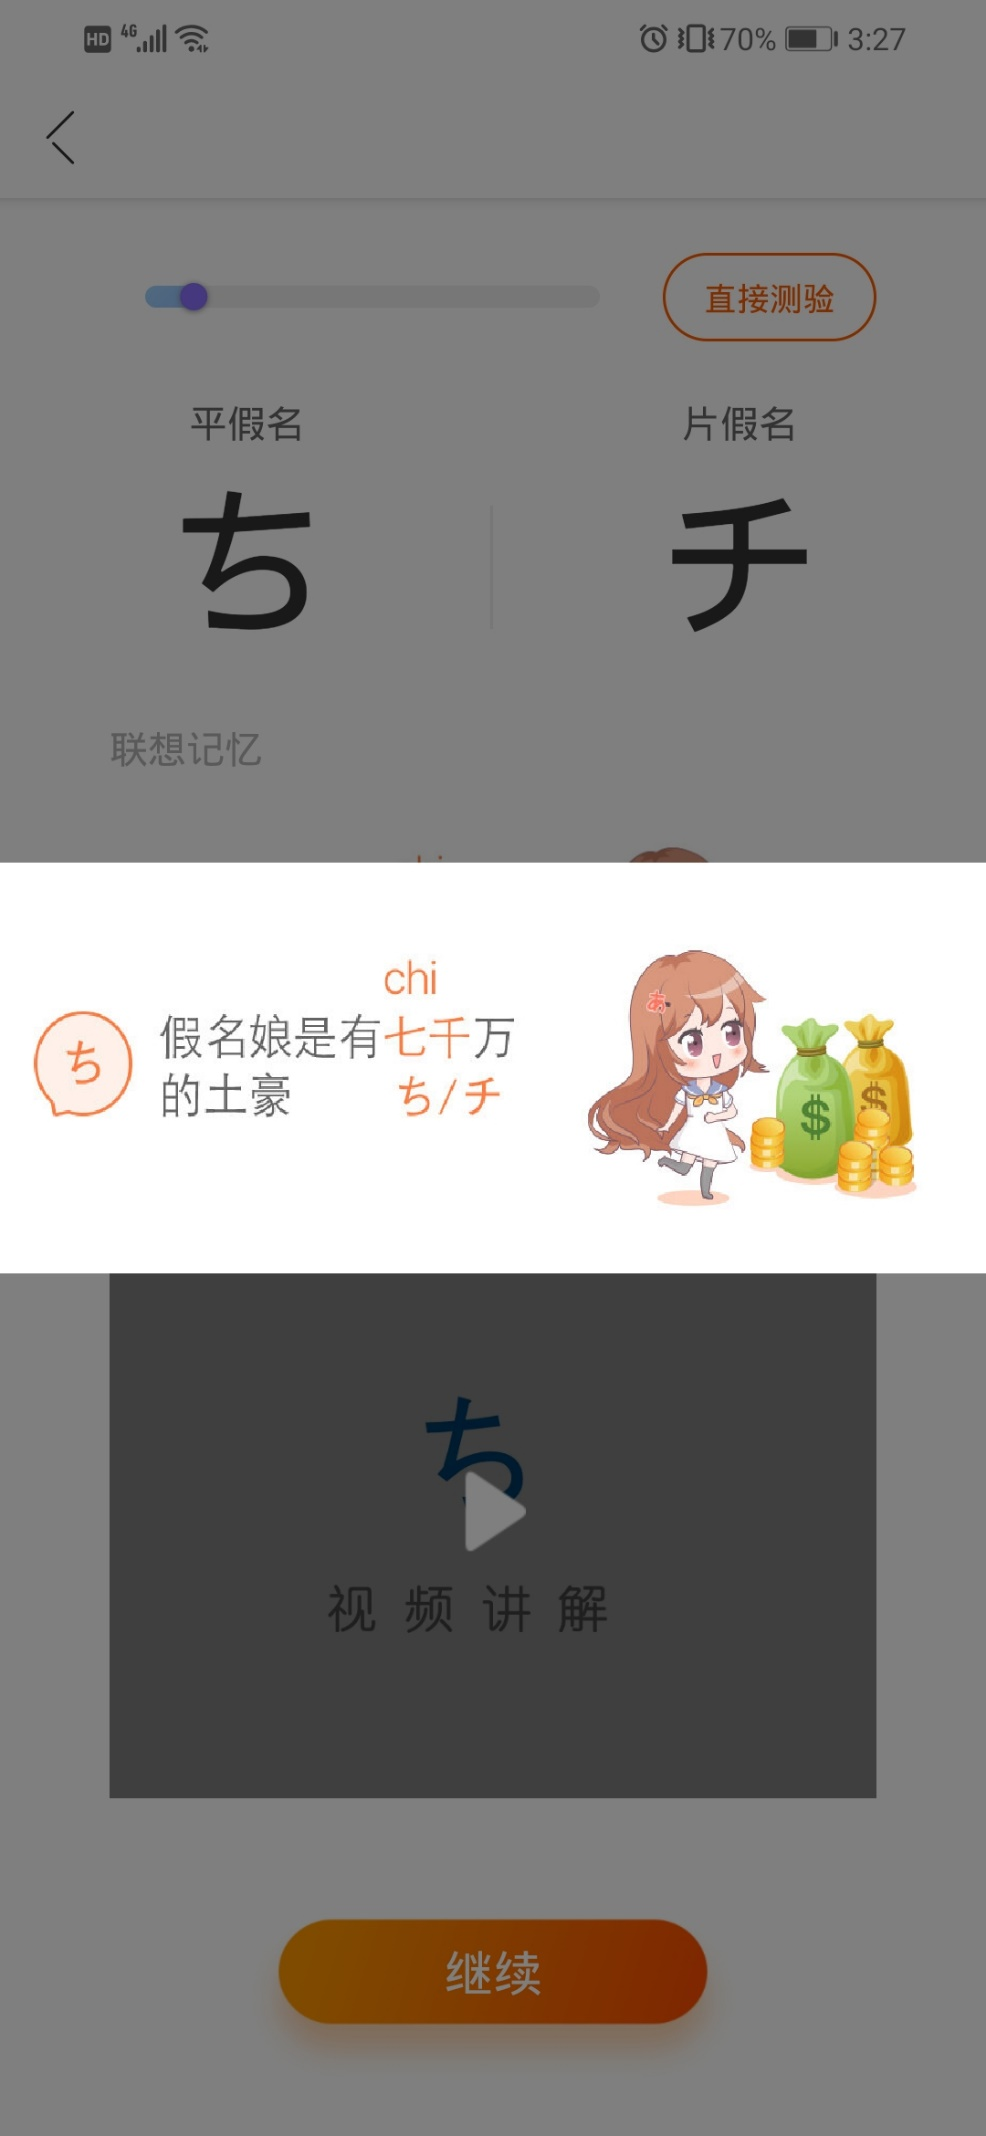 HD 4G 70% 3:27
直接测验
平假名 片假名
ち チ
联想记忆
chi
假名娘是有七千万
ち 的土豪 ち/チ
あ
$ $
ち
视频讲解
继续